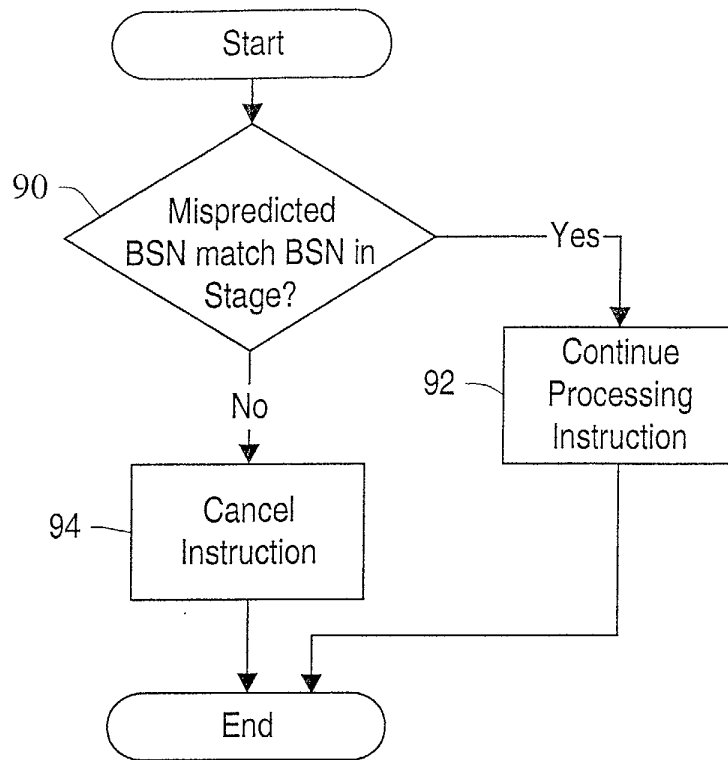 Start
90
Mispredicted
BSN match BSN in
Stage?
Yes
No
92
Continue
Processing
Instruction
94
Cancel
Instruction
End